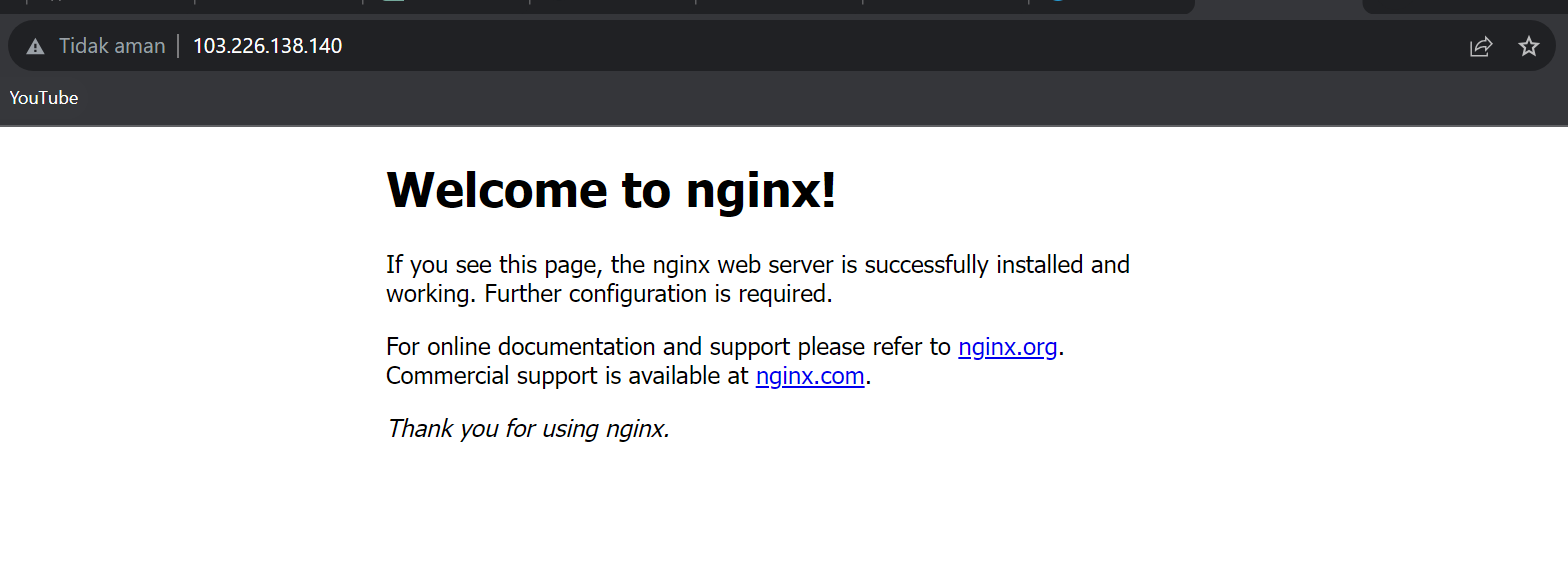 Tidak aman 103.226.138.140
YouTube
Welcome to nginx!
If you see this page, the nginx web server is successfully installed and
working. Further configuration is required.
For online documentation and support please refer to nginx.org.
Commercial support is available at nginx.com.
Thank you for using nginx.